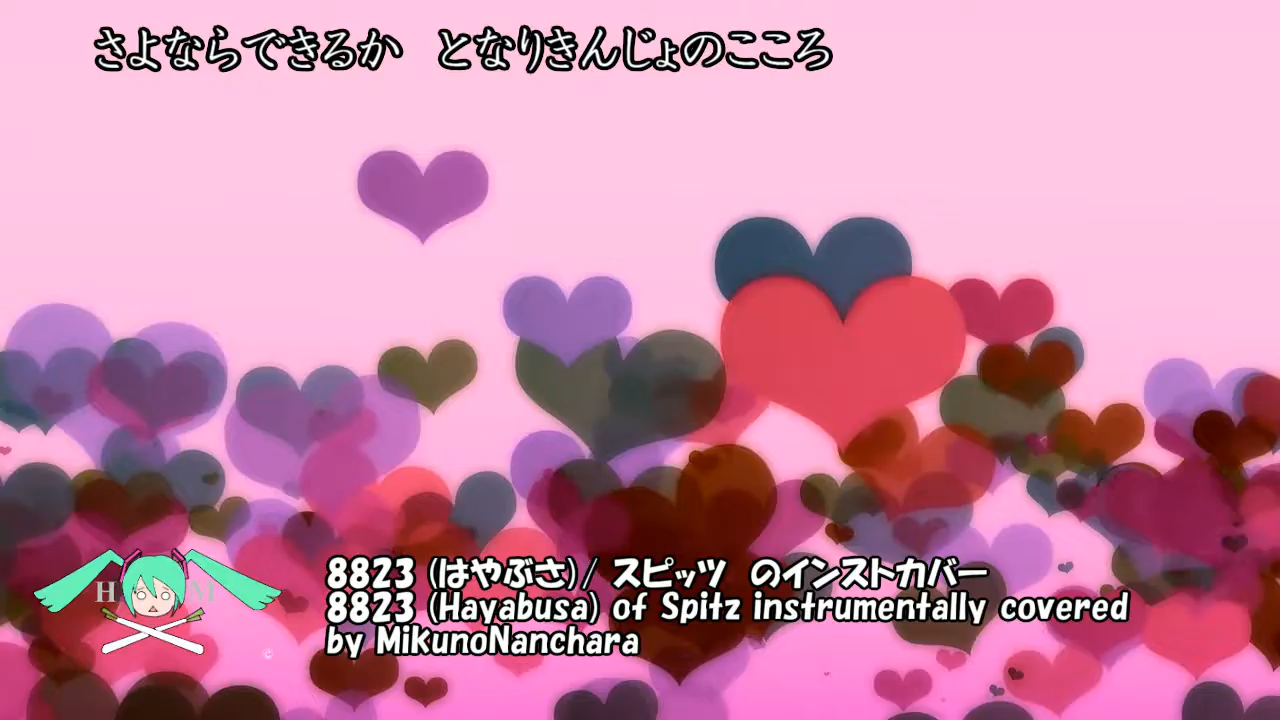 さよならできるか　となりきんじょのこころ
8823 (はやぶさ) / スピッツ　のインストカバー
8823 (Hayabusa) of Spitz instrumentally covered
by MikunoNanchara
H M
©